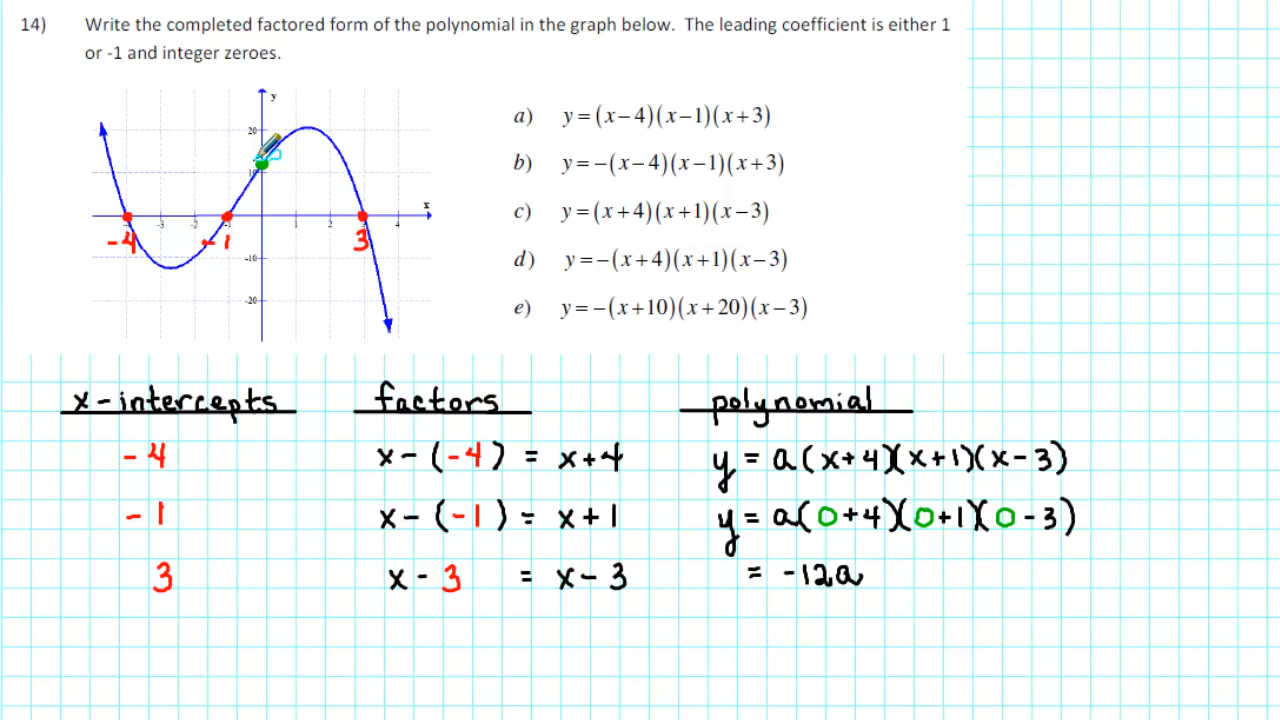 14) Write the completed factored form of the polynomial in the graph below. The leading coefficient is either 1
or -1 and integer zeroes.
y
20
10
x
-3 -2 1 2 4
-4 -1 3
-10
-20
a) y=(x−4)(x−1)(x+3)
b) y=−(x−4)(x−1)(x+3)
c) y=(x+4)(x+1)(x−3)
d) y=−(x+4)(x+1)(x−3)
e) y=−(x+10)(x+20)(x−3)
x-intercepts factors polynomial
-4 x-(-4) = x+4 y = a(x+4)(x+1)(x-3)
-1 x-(-1) = x+1 y = a(0+4)(0+1)(0-3)
3 x-3 = x-3 = -12a